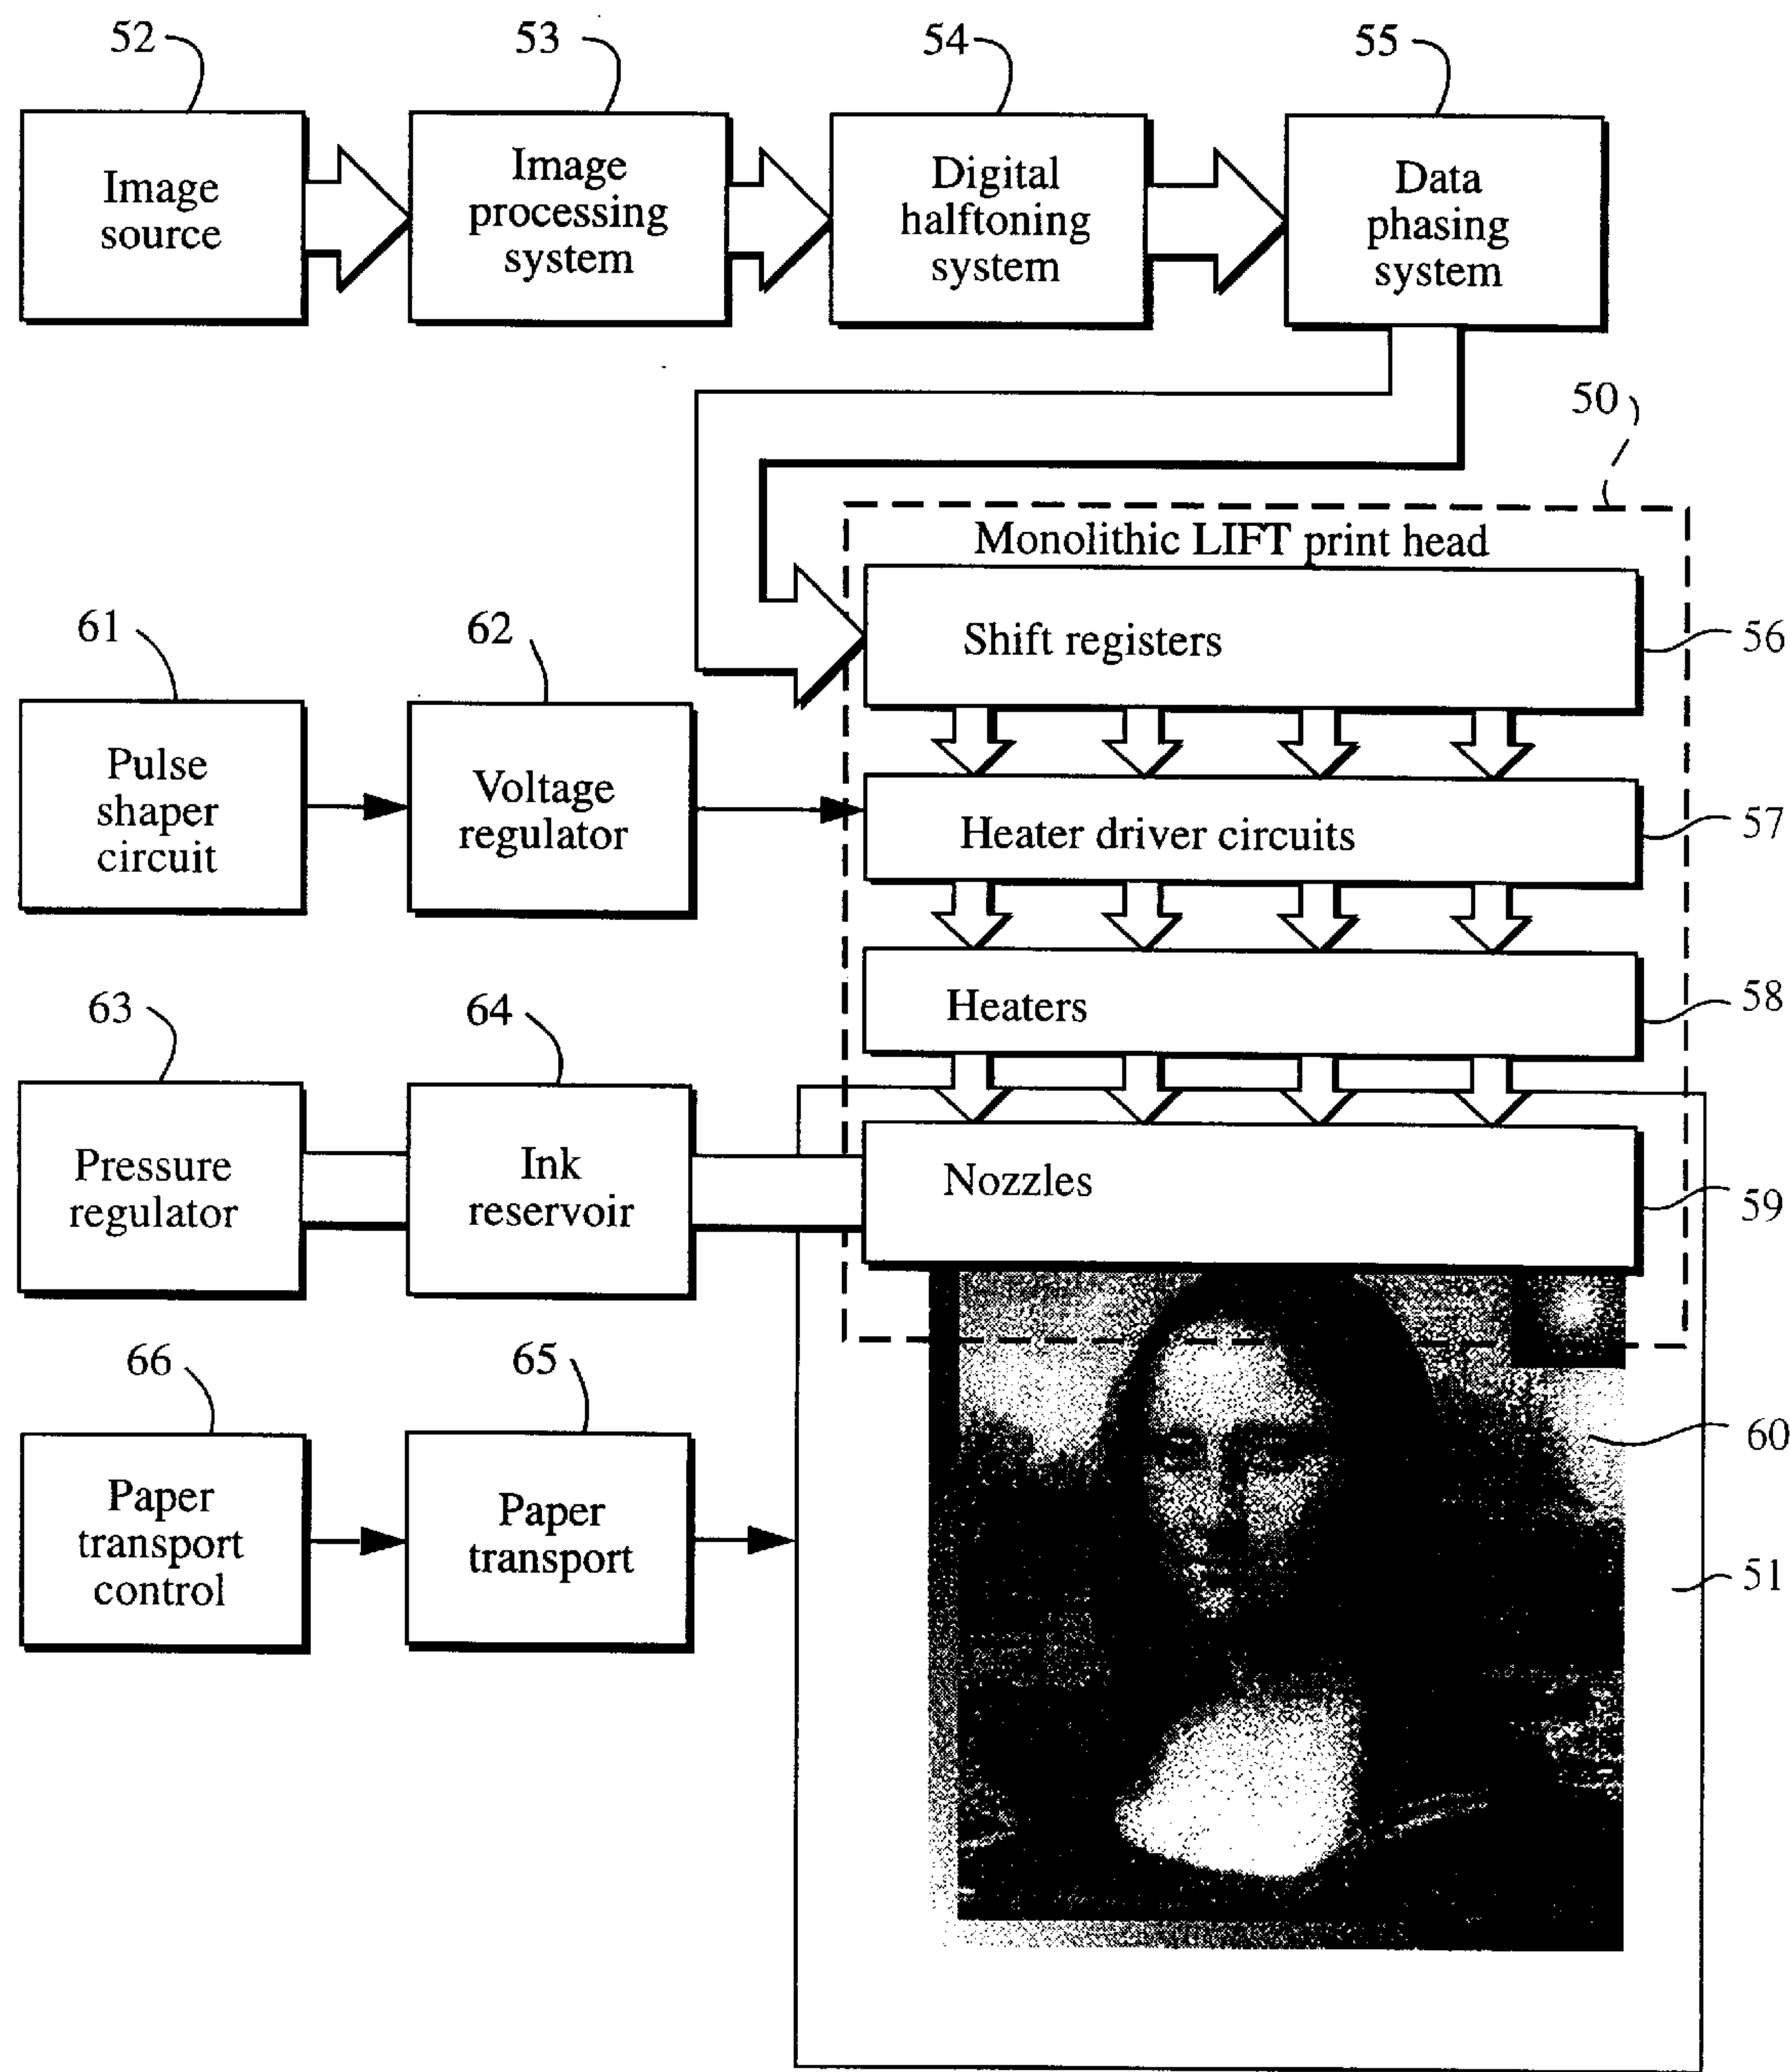 52
53
54
55
Image
source
Image
processing
system
Digital
halftoning
system
Data
phasing
system
50
Monolithic LIFT print head
Shift registers
56
61
62
Pulse
shaper
circuit
Voltage
regulator
Heater driver circuits
57
Heaters
58
63
64
Pressure
regulator
Ink
reservoir
Nozzles
59
66
65
Paper
transport
control
Paper
transport
60
51